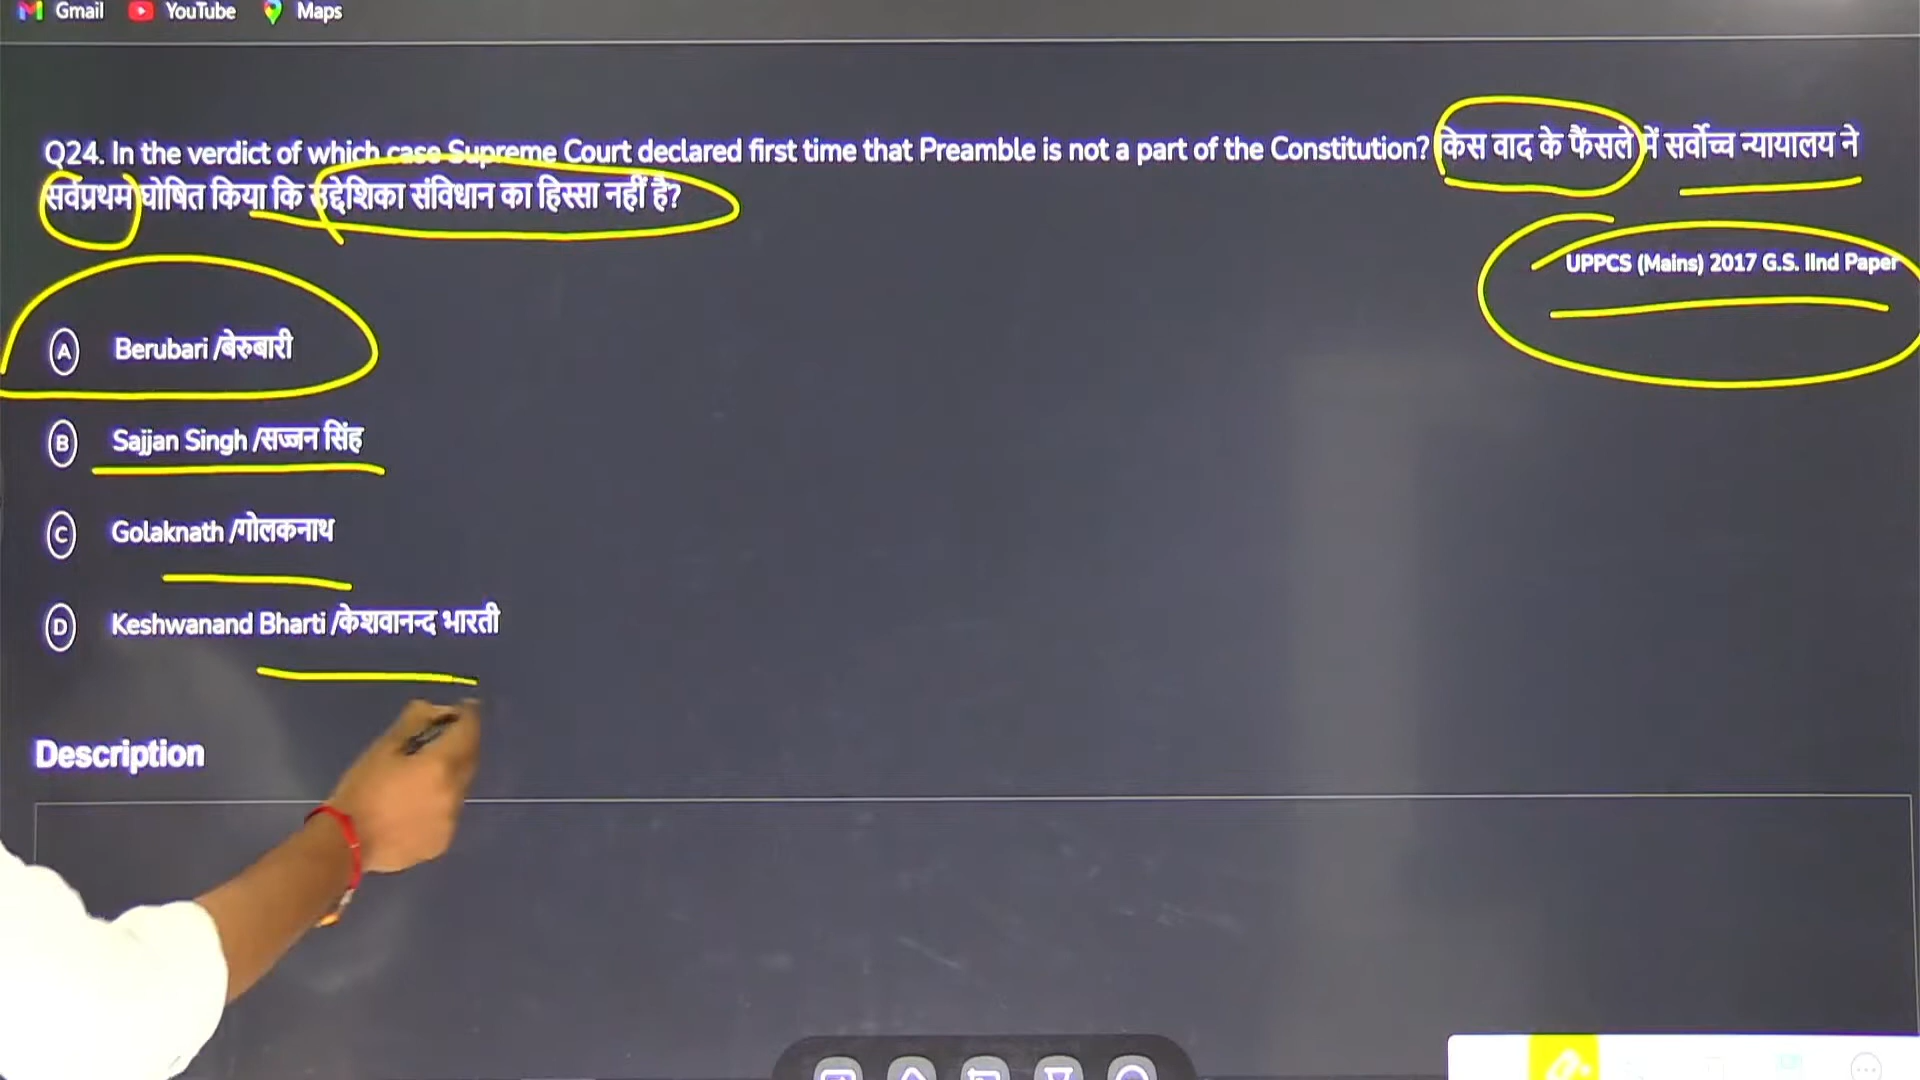 Gmail YouTube Maps
Q24. In the verdict of which case Supreme Court declared first time that Preamble is not a part of the Constitution? किस वाद के फैंसले में सर्वोच्च न्यायालय ने
सर्वप्रथम घोषित किया कि उद्देशिका संविधान का हिस्सा नहीं है?
UPPCS (Mains) 2017 G.S. IInd Paper
A Berubari /बेरुबारी
B Sajjan Singh /सज्जन सिंह
C Golaknath /गोलकनाथ
D Keshwanand Bharti /केशवानन्द भारती
Description